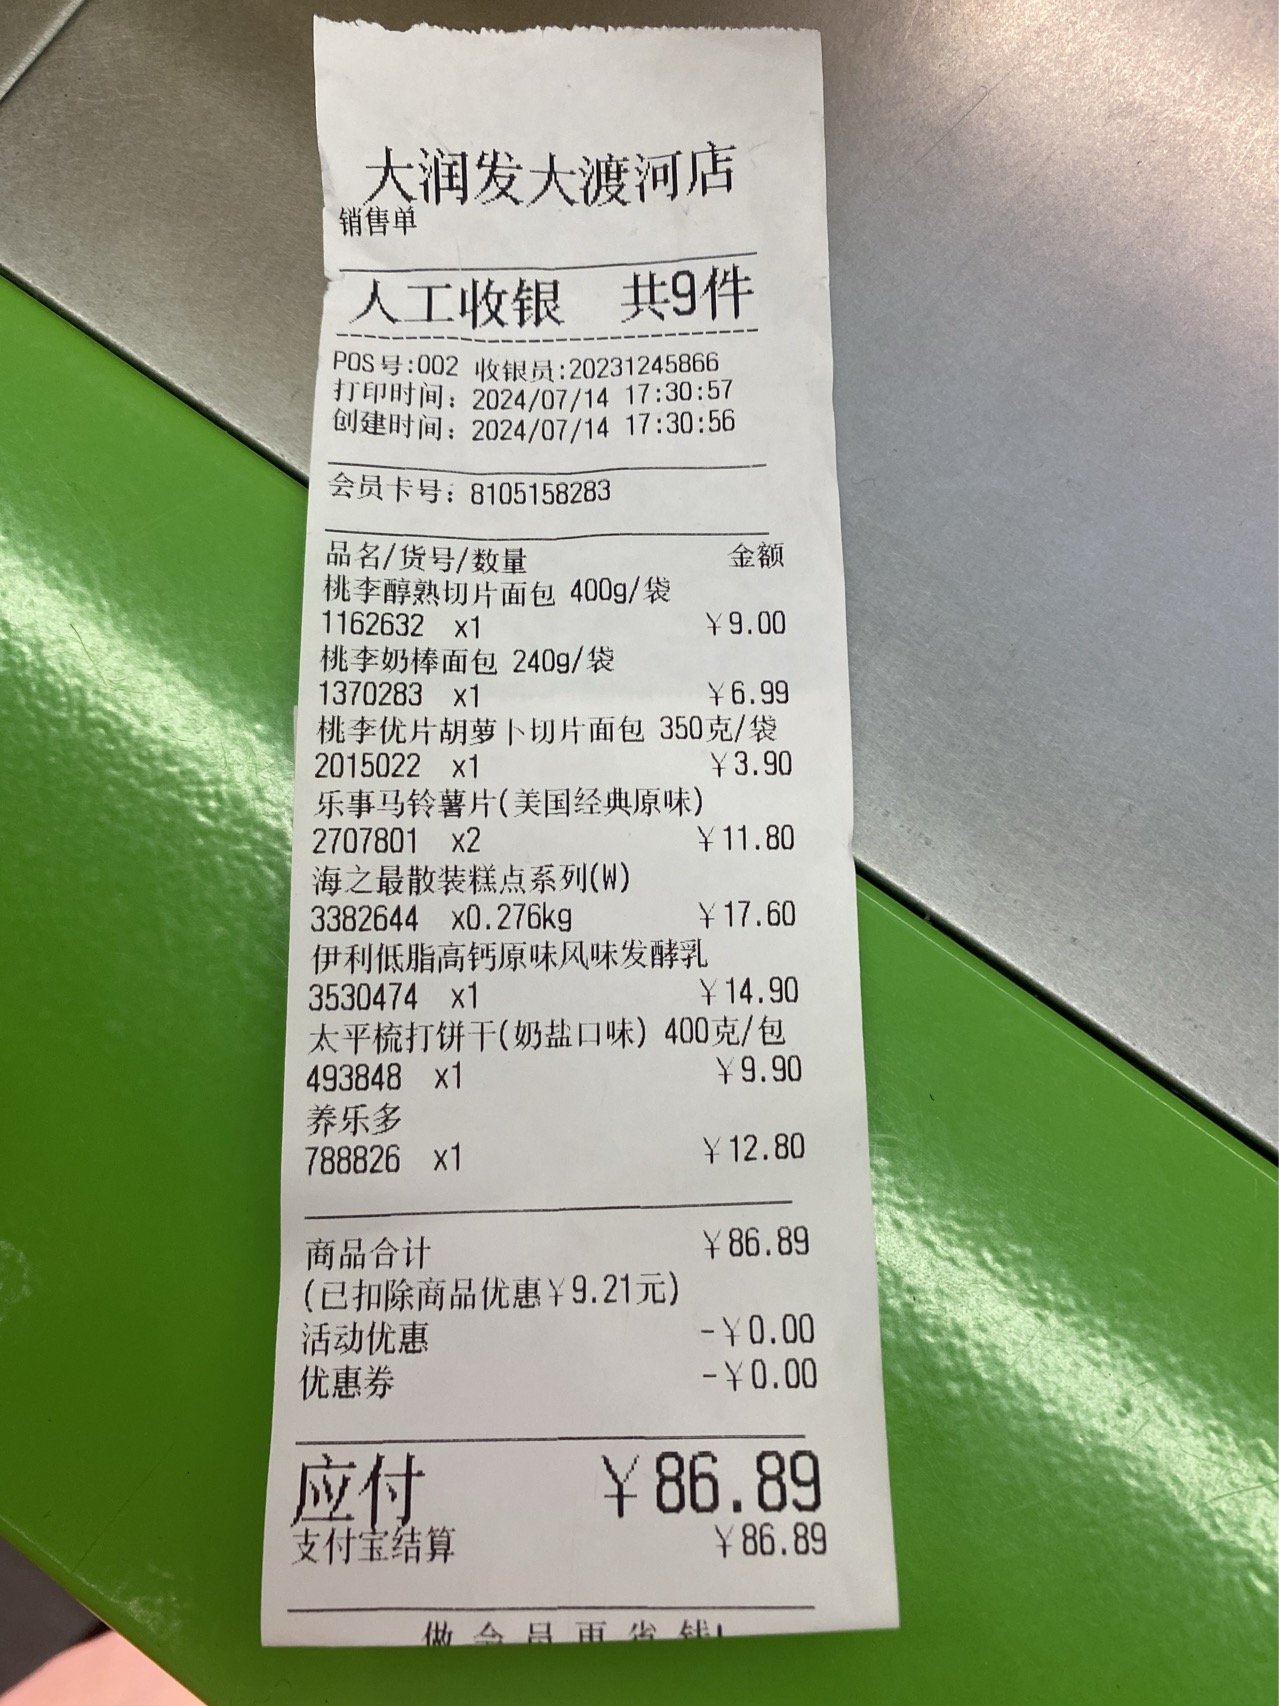 大润发大渡河店
销售单
人工收银 共9件
POS号:002 收银员:20231245866
打印时间: 2024/07/14 17:30:57
创建时间: 2024/07/14 17:30:56
会员卡号: 8105158283
品名/货号/数量 金额
桃李醇熟切片面包 400g/袋
1162632 x1 ￥9.00
桃李奶棒面包 240g/袋
1370283 x1 ￥6.99
桃李优片胡萝卜切片面包 350克/袋
2015022 x1 ￥3.90
乐事马铃薯片(美国经典原味)
2707801 x2 ￥11.80
海之最散装糕点系列(W)
3382644 x0.276kg ￥17.60
伊利低脂高钙原味风味发酵乳
3530474 x1 ￥14.90
太平梳打饼干(奶盐口味) 400克/包
493848 x1 ￥9.90
养乐多
788826 x1 ￥12.80
商品合计 ￥86.89
(已扣除商品优惠￥9.21元)
活动优惠 -￥0.00
优惠券 -￥0.00
应付 ￥86.89
支付宝结算 ￥86.89
做会员更省钱!